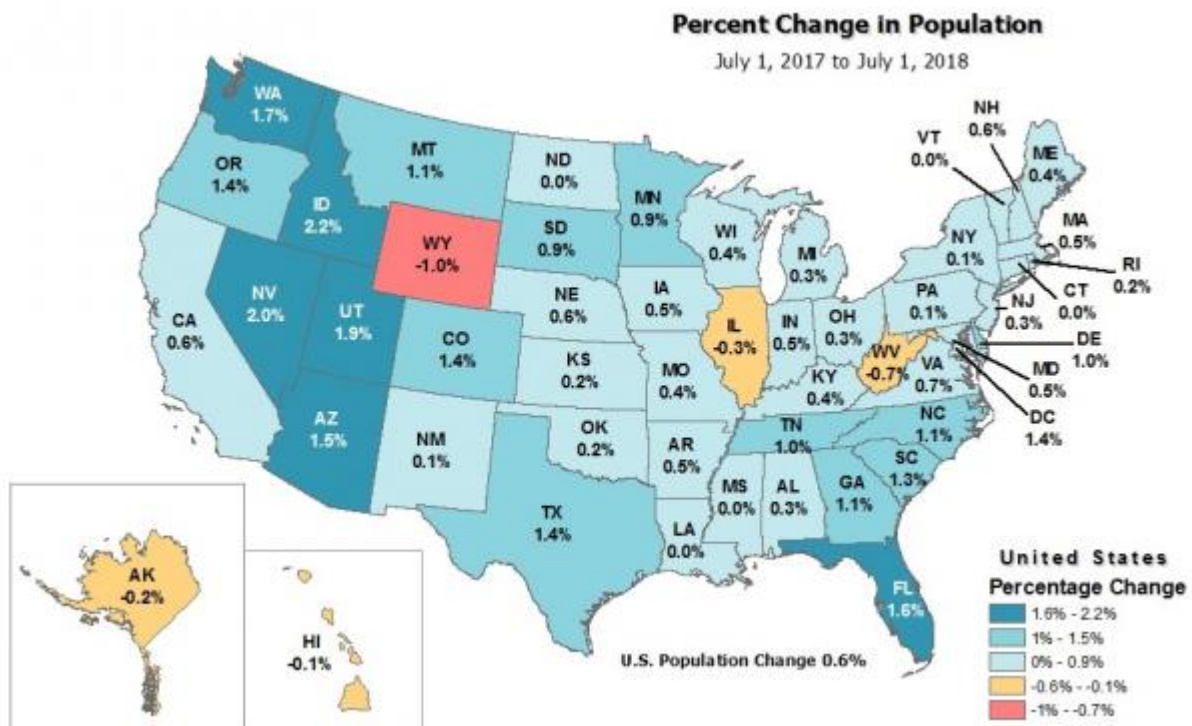 Percent Change in Population
July 1, 2017 to July 1, 2018
WA
1.7%
OR
1.4%
MT
1.1%
ID
2.2%
WY
-1.0%
ND
0.0%
SD
0.9%
MN
0.9%
WI
0.4%
MI
0.3%
VT
0.0%
NH
0.6%
ME
0.4%
MA
0.5%
RI
0.2%
CT
0.0%
NY
0.1%
PA
0.1%
NJ
0.3%
DE
1.0%
MD
0.5%
DC
1.4%
CA
0.6%
NV
2.0%
UT
1.9%
CO
1.4%
NE
0.6%
IA
0.5%
IL
-0.3%
IN
0.5%
OH
0.3%
WV
-0.7%
VA
0.7%
KS
0.2%
MO
0.4%
KY
0.4%
AZ
1.5%
NM
0.1%
OK
0.2%
AR
0.5%
TN
1.0%
NC
1.1%
SC
1.3%
TX
1.4%
LA
0.0%
MS
0.0%
AL
0.3%
GA
1.1%
FL
1.6%
AK
-0.2%
HI
-0.1%
U.S. Population Change 0.6%
United States
Percentage Change
1.6% - 2.2%
1% - 1.5%
0% - 0.9%
-0.6% - -0.1%
-1% - -0.7%